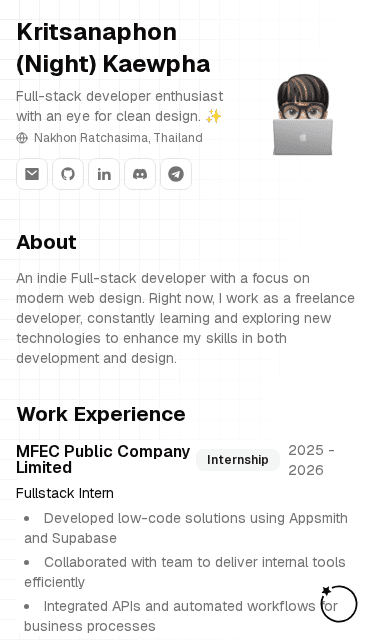 Kritsanaphon
(Night) Kaewpha
Full-stack developer enthusiast
with an eye for clean design. ✨
Nakhon Ratchasima, Thailand
About
An indie Full-stack developer with a focus on
modern web design. Right now, I work as a freelance
developer, constantly learning and exploring new
technologies to enhance my skills in both
development and design.
Work Experience
MFEC Public Company
Limited
Internship
2025 -
2026
Fullstack Intern
• Developed low-code solutions using Appsmith
and Supabase
• Collaborated with team to deliver internal tools
efficiently
• Integrated APIs and automated workflows for
business processes